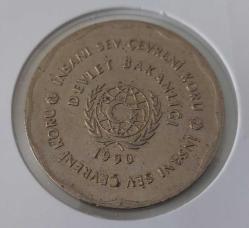 İNSANI SEV, ÇEVRENİ KORU
İNSANI SEV ÇEVRENİ KORU
DEVLET BAKANLIĞI
1990